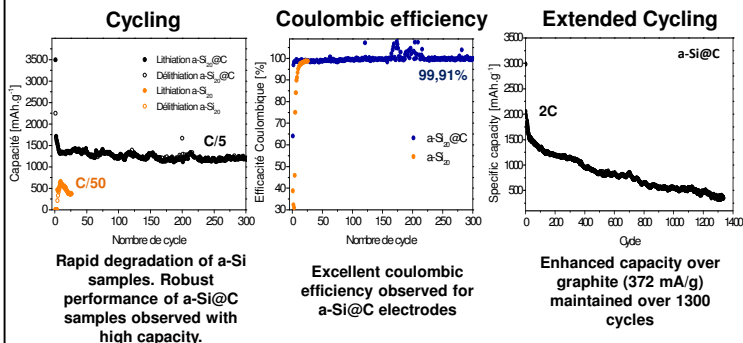 Cycling
Capacité [mAh.g⁻¹]
3500
3000
2500
2000
1500
1000
500
0
Lithiation a-Si₂₀@C
Délithiation a-Si₂₀@C
Lithiation a-Si₂₀
Délithiation a-Si₂₀
C/5
C/50
0 50 100 150 200 250 300
Nombre de cycle
Rapid degradation of a-Si
samples. Robust
performance of a-Si@C
samples observed with
high capacity.
Coulombic efficiency
Efficacité Coulombique [%]
100
90
80
70
60
50
40
30
99,91%
a-Si₂₀@C
a-Si₂₀
0 50 100 150 200 250 300
Nombre de cycle
Excellent coulombic
efficiency observed for
a-Si@C electrodes
Extended Cycling
Specific capacity [mAh.g⁻¹]
3500
3000
2500
2000
1500
1000
500
0
a-Si@C
2C
0 200 400 600 800 1000 1200 1400
Cycle
Enhanced capacity over
graphite (372 mA/g)
maintained over 1300
cycles